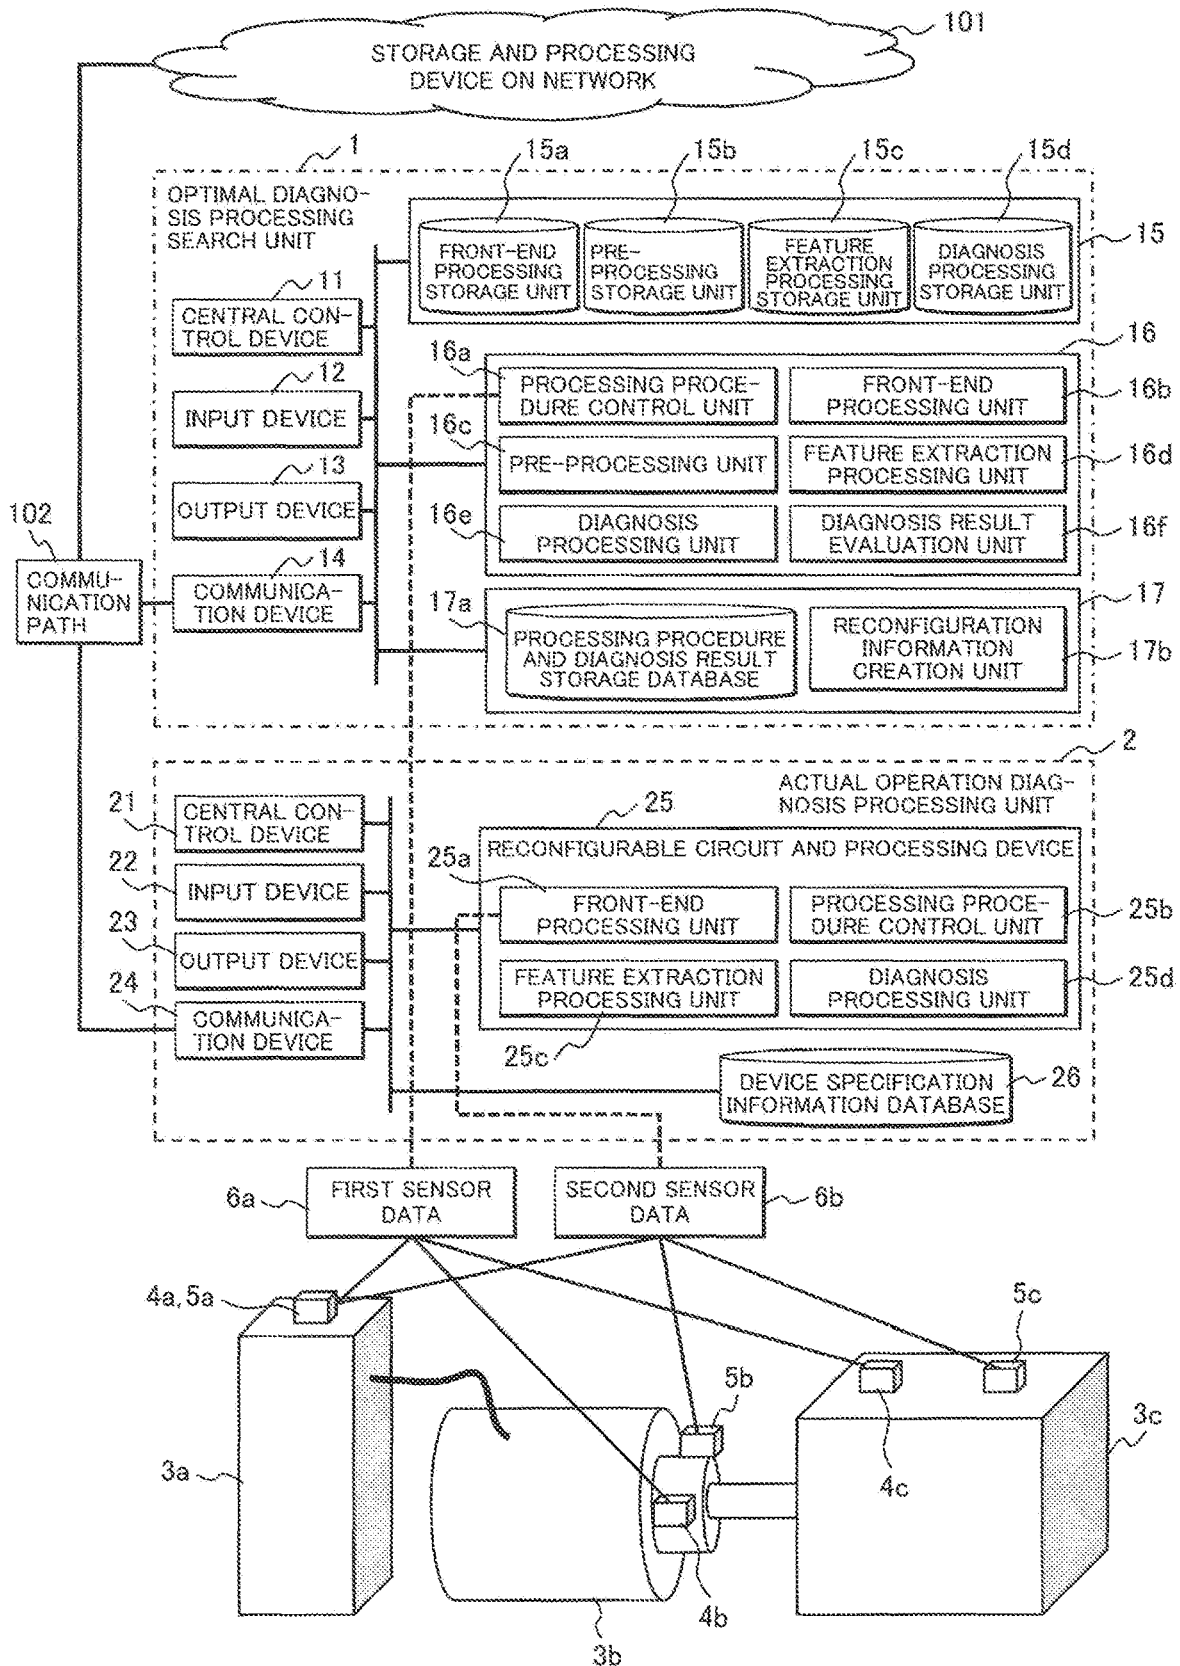 101
STORAGE AND PROCESSING
DEVICE ON NETWORK
1
15a
15b
15c
15d
OPTIMAL DIAGNO-
SIS PROCESSING
SEARCH UNIT
FRONT-END
PROCESSING
STORAGE UNIT
PRE-
PROCESSING
STORAGE UNIT
FEATURE
EXTRACTION
PROCESSING
STORAGE UNIT
DIAGNOSIS
PROCESSING
STORAGE UNIT
15
11
CENTRAL CON-
TROL DEVICE
12
INPUT DEVICE
13
OUTPUT DEVICE
14
COMMUNICA-
TION DEVICE
102
COMMU-
NICATION
PATH
16
16a
PROCESSING PROCE-
DURE CONTROL UNIT
FRONT-END
PROCESSING UNIT
16b
16c
PRE-PROCESSING UNIT
FEATURE EXTRACTION
PROCESSING UNIT
16d
16e
DIAGNOSIS
PROCESSING UNIT
DIAGNOSIS RESULT
EVALUATION UNIT
16f
17
17a
PROCESSING PROCEDURE
AND DIAGNOSIS RESULT
STORAGE DATABASE
RECONFIGURATION
INFORMATION
CREATION UNIT
17b
2
ACTUAL OPERATION DIAG-
NOSIS PROCESSING UNIT
21
CENTRAL CON-
TROL DEVICE
22
INPUT DEVICE
23
OUTPUT DEVICE
24
COMMUNICA-
TION DEVICE
25
RECONFIGURABLE CIRCUIT AND PROCESSING DEVICE
25a
FRONT-END
PROCESSING UNIT
PROCESSING PROCE-
DURE CONTROL UNIT
25b
FEATURE EXTRACTION
PROCESSING UNIT
25c
DIAGNOSIS
PROCESSING UNIT
25d
DEVICE SPECIFICATION
INFORMATION DATABASE
26
6a
FIRST SENSOR
DATA
SECOND SENSOR
DATA
6b
4a,5a
5c
5b
3a
4c
3c
4b
3b